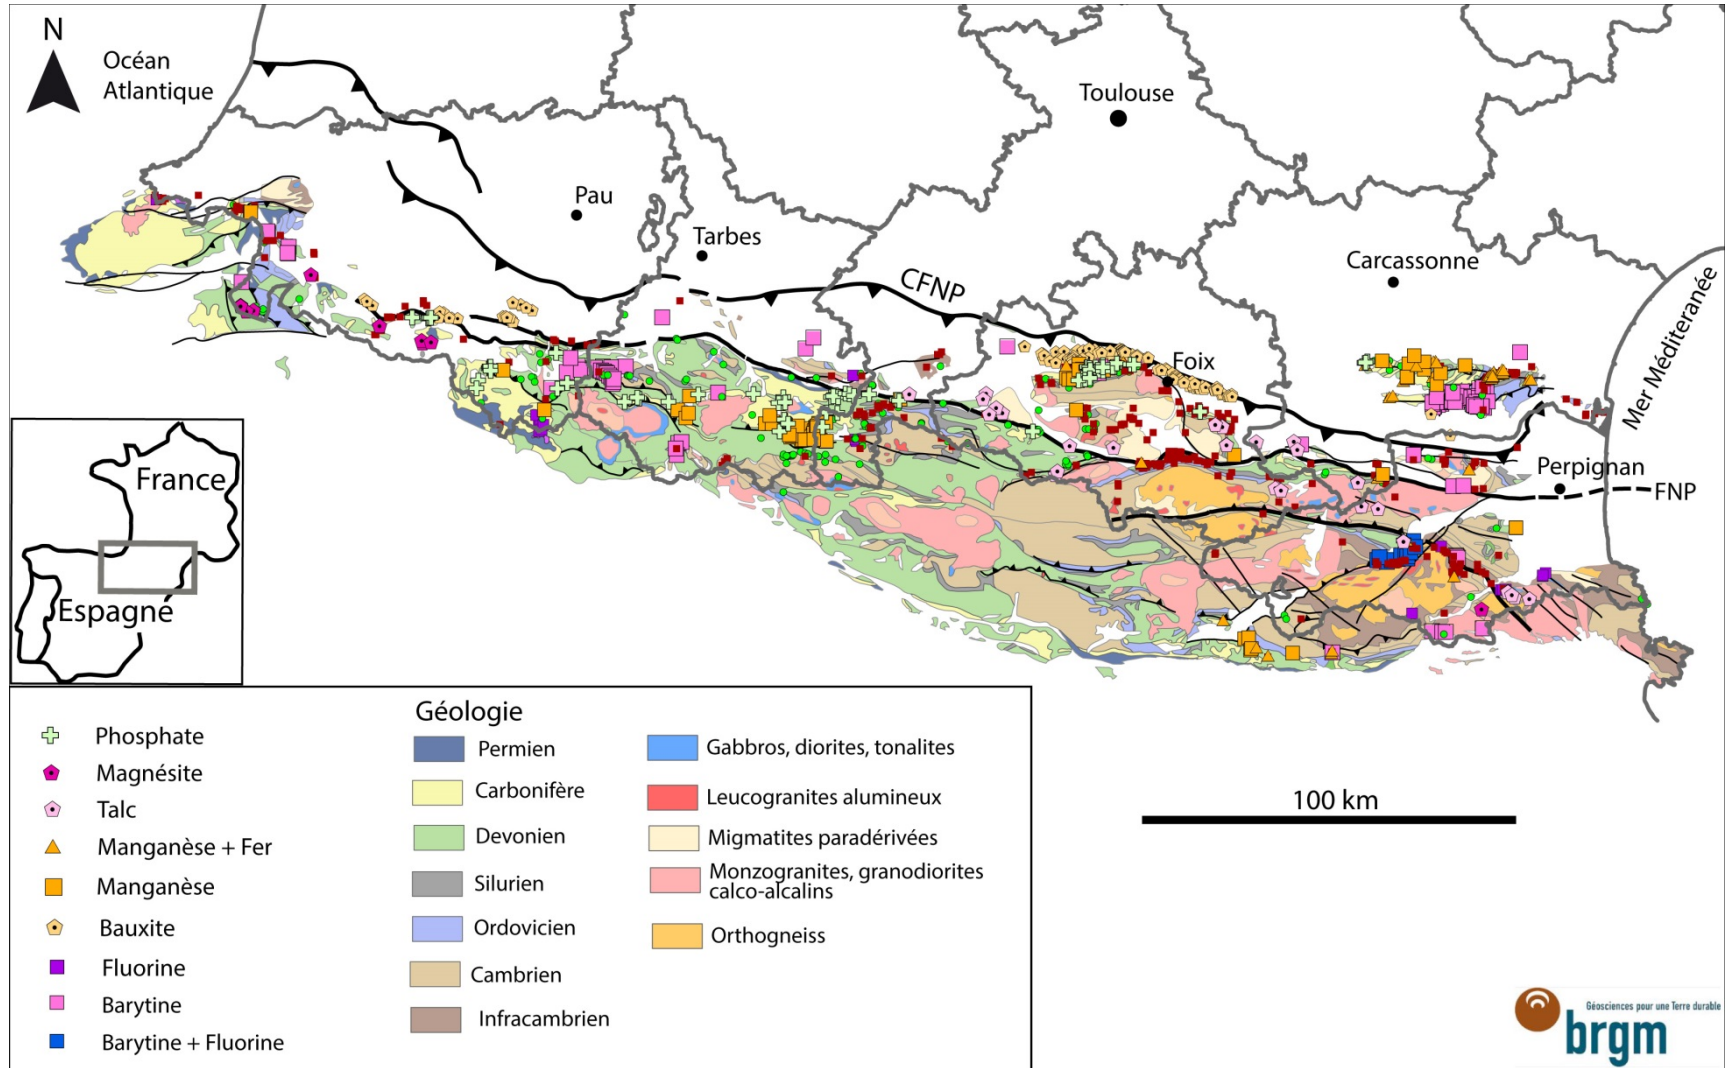 N
Océan
Atlantique
Toulouse
Pau
Tarbes
CFNP
Carcassonne
Mer Méditeranée
Foix
Perpignan
FNP
France
Espagne
100 km
Phosphate
Magnésite
Talc
Manganèse + Fer
Manganèse
Bauxite
Fluorine
Barytine
Barytine + Fluorine
Géologie
Permien
Carbonifère
Devonien
Silurien
Ordovicien
Cambrien
Infracambrien
Gabbros, diorites, tonalites
Leucogranites alumineux
Migmatites paradérivées
Monzogranites, granodiorites
calco-alcalins
Orthogneiss
Géosciences pour une Terre durable
brgm